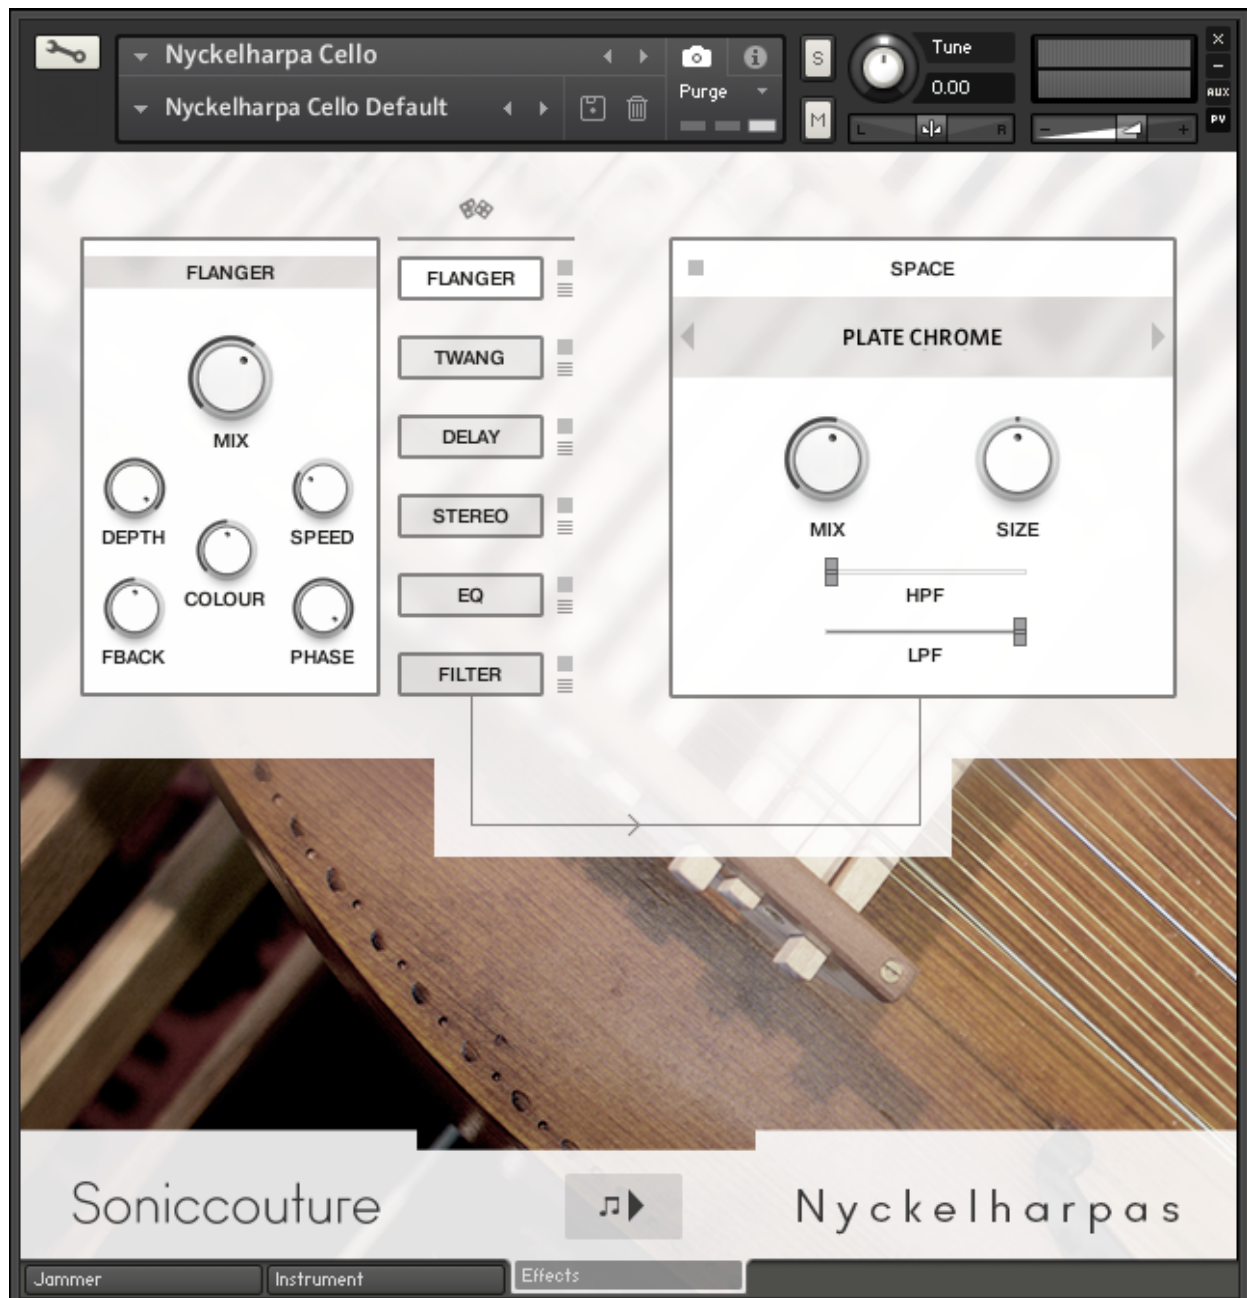 Nyckelharpa Cello
Nyckelharpa Cello Default
Purge
S
M
Tune
0.00
L
R
-
+
×
-
AUX
PV
FLANGER
MIX
DEPTH
SPEED
COLOUR
FBACK
PHASE
FLANGER
TWANG
DELAY
STEREO
EQ
FILTER
SPACE
PLATE CHROME
MIX
SIZE
HPF
LPF
Soniccouture
Nyckelharpas
Jammer
Instrument
Effects